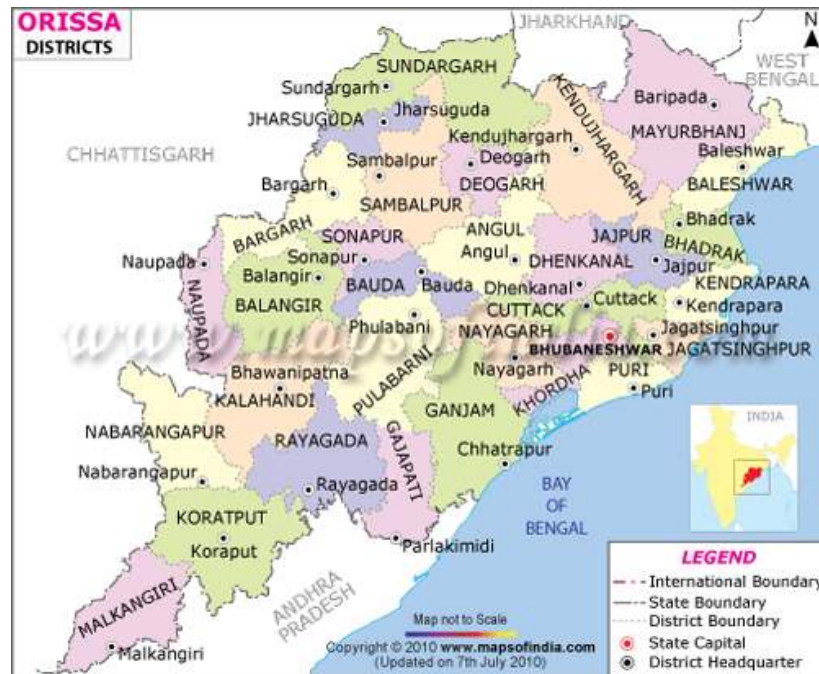 ORISSA
DISTRICTS
JHARKHAND
N
WEST
BENGAL
SUNDARGARH
Sundargarh
Jharsuguda
JHARSUGUDA
KENDUJHARGARH
Baripada
MAYURBHANJ
Kendujhargarh
CHHATTISGARH
Sambalpur
Deogarh
Baleshwar
Bargarh
DEOGARH
BALESHWAR
SAMBALPUR
BARGARH
SONAPUR
ANGUL
JAJPUR
Bhadrak
BHADRAK
Naupada
Sonapur
Angul
DHENKANAL
Jajpur
Balangir
BAUDA
Bauda
Dhenkanal
KENDRAPARA
NAUPADA
BALANGIR
CUTTACK
Cuttack
Kendrapara
Phulabani
NAYAGARH
Jagatsinghpur
www.mapsofindia
BHUBANESHWAR
JAGATSINGHPUR
Bhawanipatna
PULABARNI
Nayagarh
PURI
KALAHANDI
KHORDHA
Puri
GANJAM
NABARANGAPUR
RAYAGADA
GAJAPATI
INDIA
Chhatrapur
Nabarangapur
Rayagada
BAY
OF
BENGAL
KORATPUT
Koraput
Parlakimidi
MALKANGIRI
ANDHRA
PRADESH
Malkangiri
LEGEND
International Boundary
State Boundary
District Boundary
State Capital
District Headquarter
Map not to Scale
Copyright © 2010 www.mapsofindia.com
(Updated on 7th July 2010)